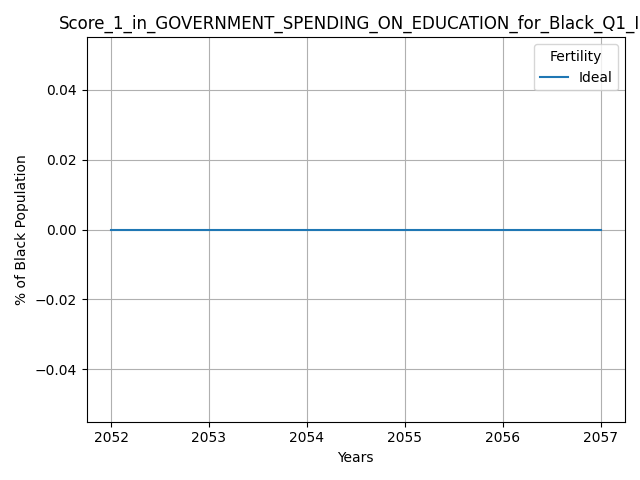 Score_1_in_GOVERNMENT_SPENDING_ON_EDUCATION_for_Black_Q1_I
Fertility
Ideal
% of Black Population
0.04
0.02
0.00
−0.02
−0.04
2052 2053 2054 2055 2056 2057
Years